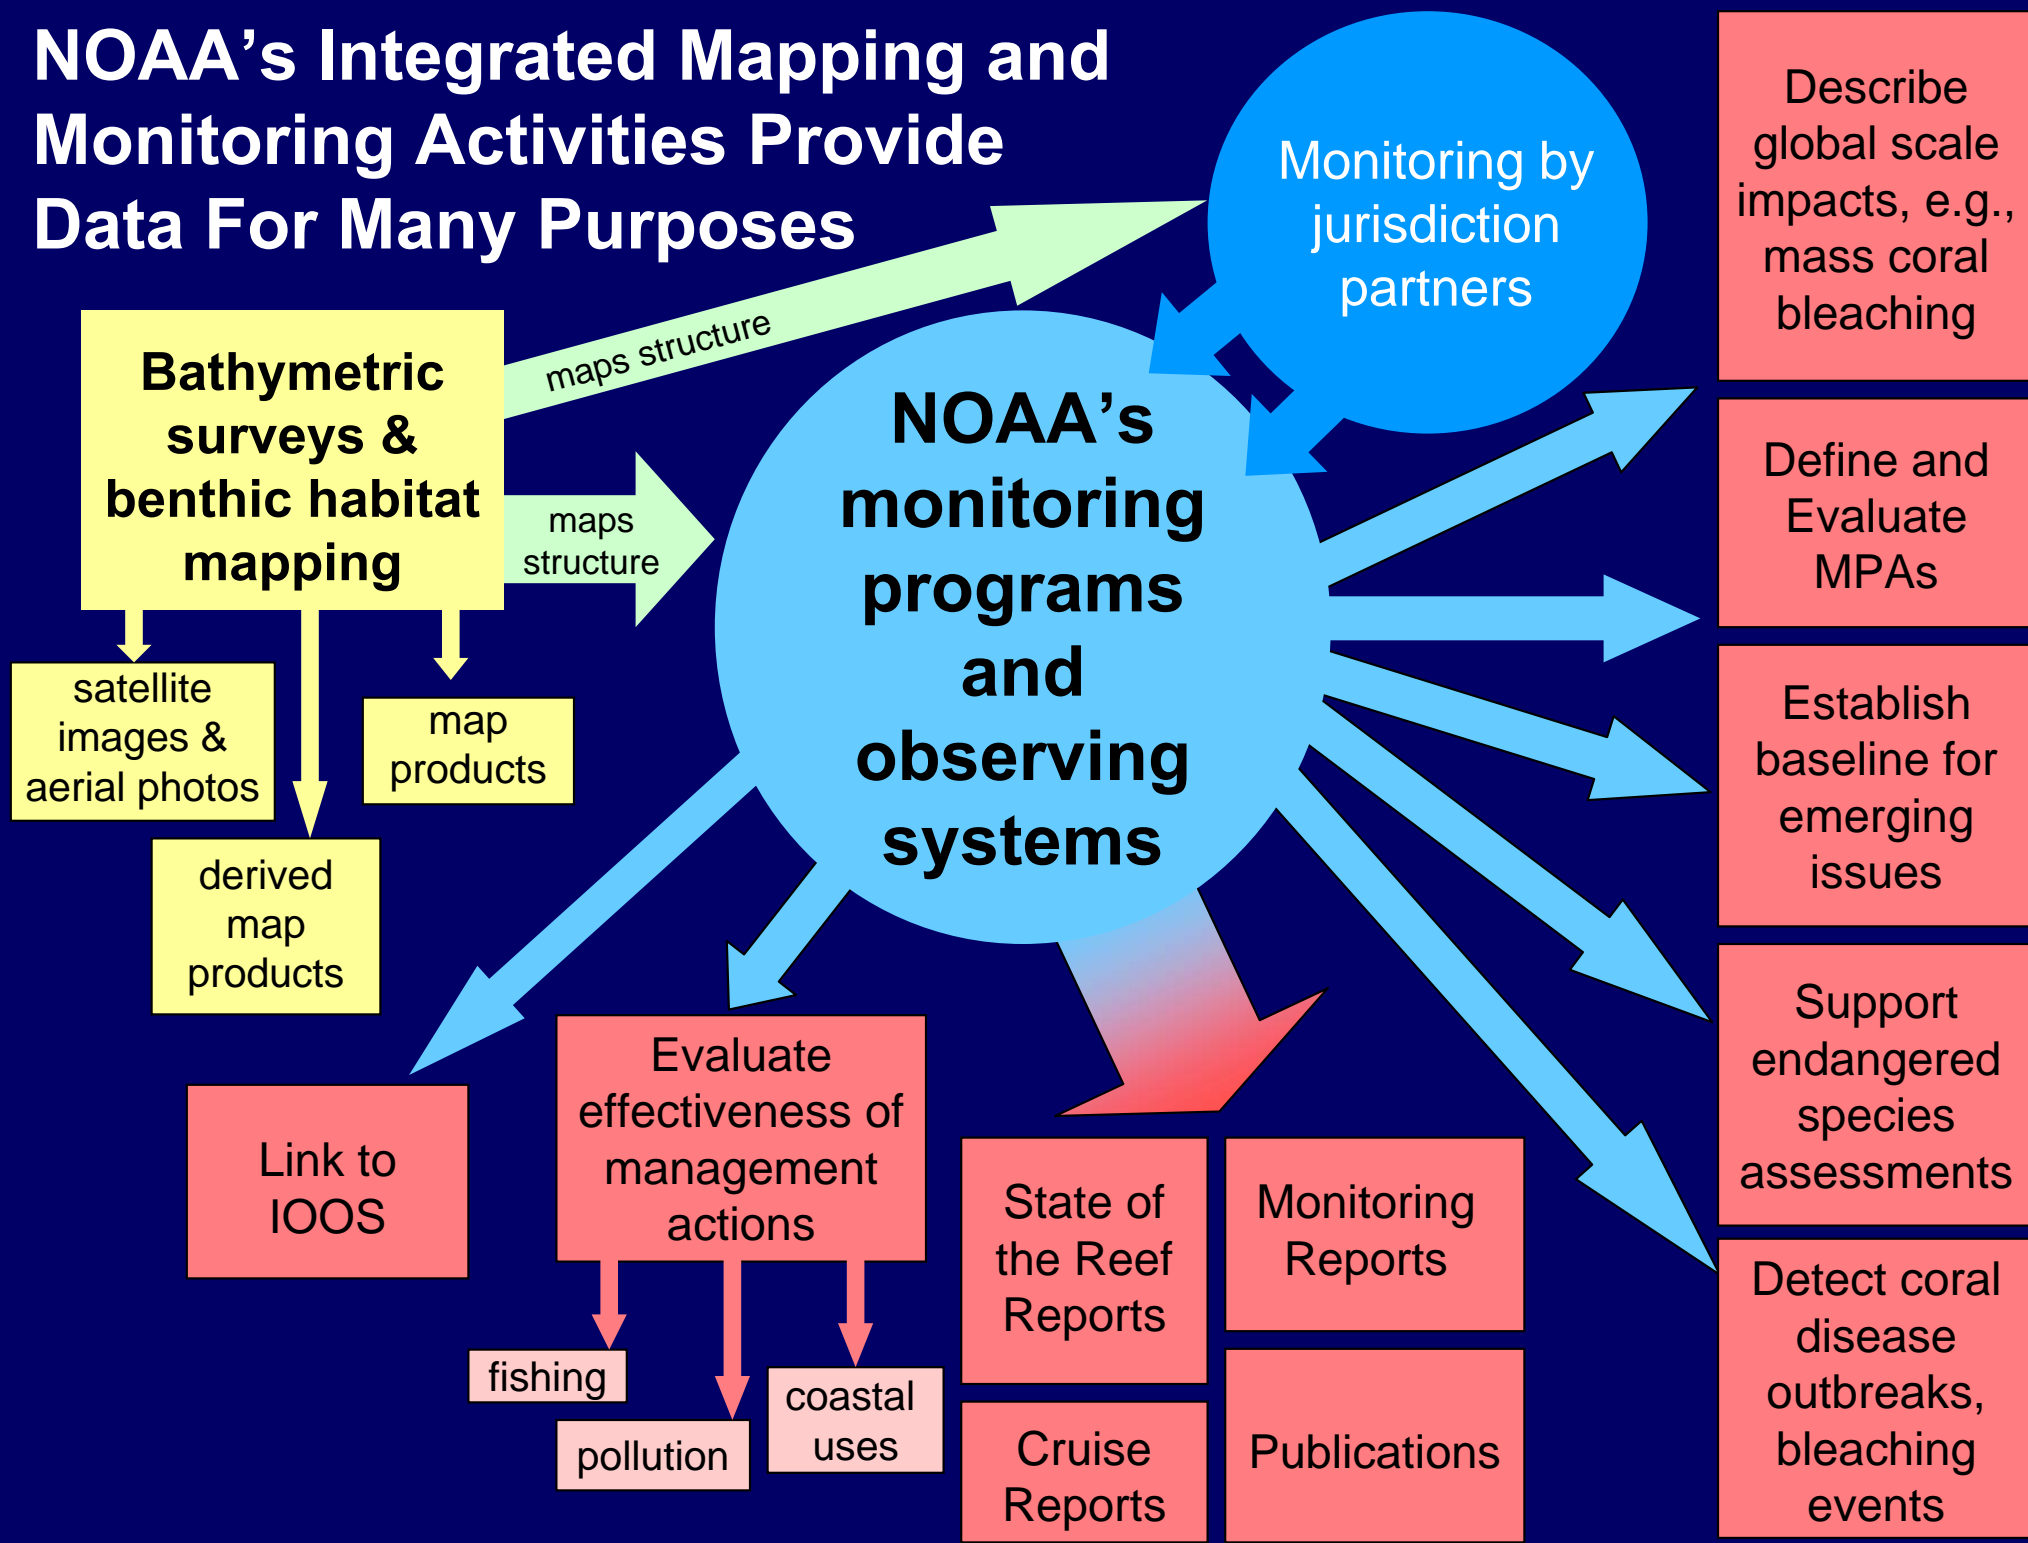 NOAA's Integrated Mapping and
Monitoring Activities Provide
Data For Many Purposes
Monitoring by
jurisdiction
partners
Describe
global scale
impacts, e.g.,
mass coral
bleaching
maps structure
Bathymetric
surveys &
benthic habitat
mapping
maps
structure
NOAA's
monitoring
programs
and
observing
systems
Define and
Evaluate
MPAs
satellite
images &
aerial photos
map
products
derived
map
products
Establish
baseline for
emerging
issues
Support
endangered
species
assessments
Link to
IOOS
Evaluate
effectiveness of
management
actions
fishing
pollution
coastal
uses
State of
the Reef
Reports
Monitoring
Reports
Cruise
Reports
Publications
Detect coral
disease
outbreaks,
bleaching
events